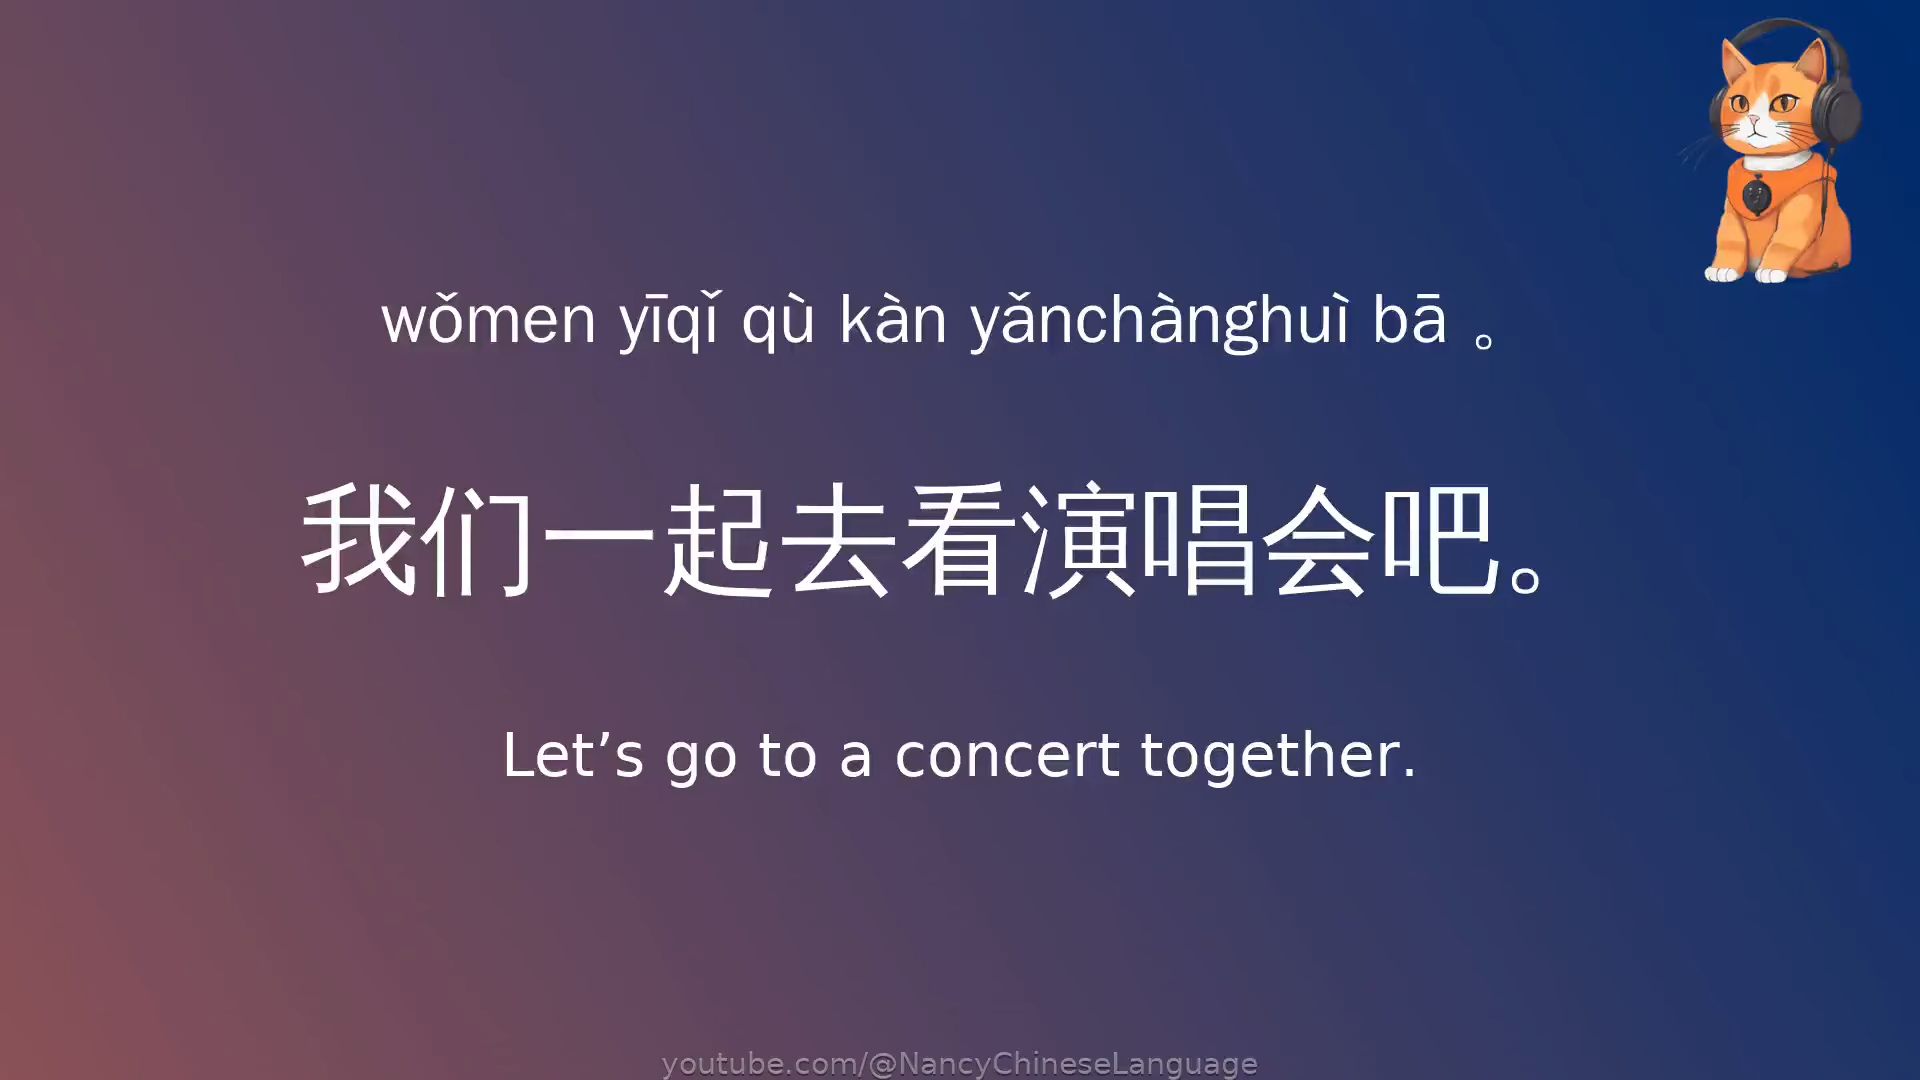 wǒmen yīqǐ qù kàn yǎnchànghuì bā 。
我们一起去看演唱会吧。
Let’s go to a concert together.
youtube.com/@NancyChineseLanguage